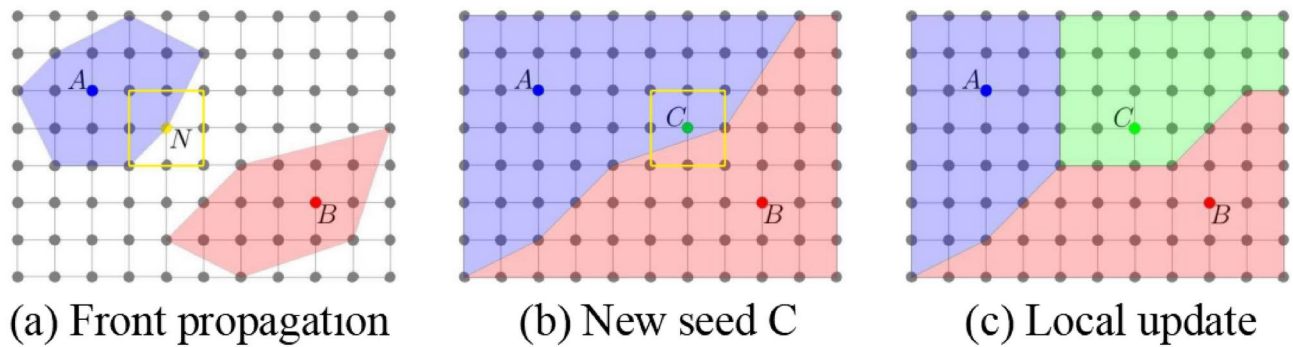 A
N
B
A
C
B
A
C
B
(a) Front propagation
(b) New seed C
(c) Local update